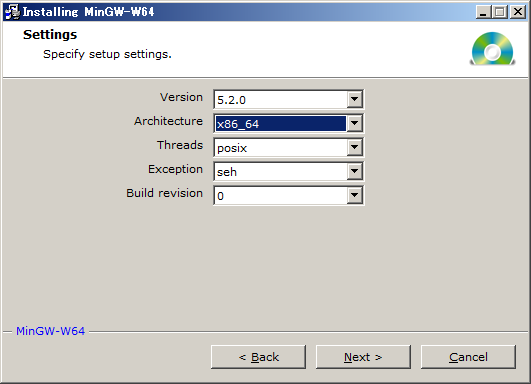 Installing MinGW-W64
Settings
Specify setup settings.
Version 5.2.0
Architecture x86_64
Threads posix
Exception seh
Build revision 0
MinGW-W64
< Back Next > Cancel